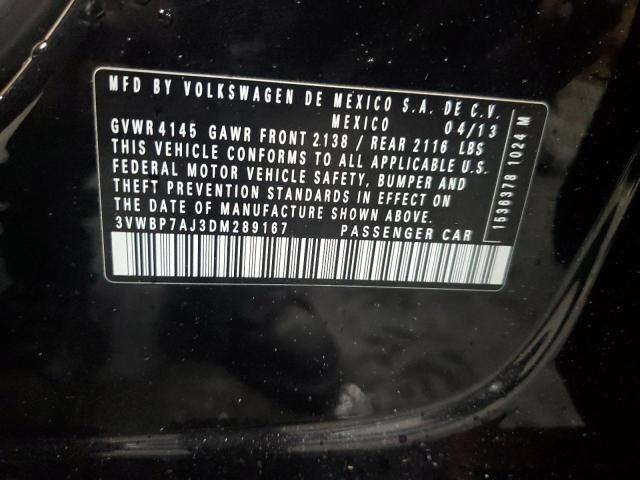 MFD BY VOLKSWAGEN DE MEXICO S.A. DE C.V.
MEXICO 04/13
GVWR 4145 GAWR FRONT 2138 / REAR 2116 LBS
THIS VEHICLE CONFORMS TO ALL APPLICABLE U.S.
FEDERAL MOTOR VEHICLE SAFETY, BUMPER AND
THEFT PREVENTION STANDARDS IN EFFECT ON
THE DATE OF MANUFACTURE SHOWN ABOVE.
3VWBP7AJ3DM289167 PASSENGER CAR
1536378 1024 M